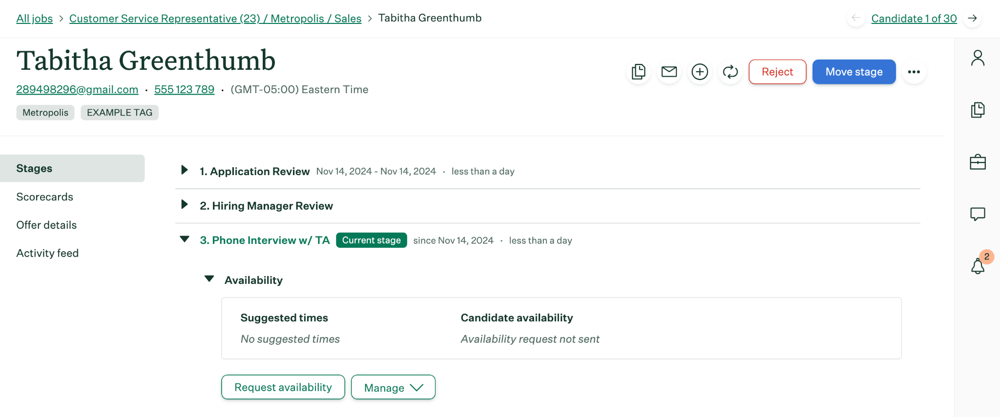 All jobs > Customer Service Representative (23) / Metropolis / Sales > Tabitha Greenthumb
Candidate 1 of 30
Tabitha Greenthumb
289498296@gmail.com · 555 123 789 · (GMT-05:00) Eastern Time
Metropolis EXAMPLE TAG
Reject Move stage
Stages
Scorecards
Offer details
Activity feed
1. Application Review Nov 14, 2024 - Nov 14, 2024 · less than a day
2. Hiring Manager Review
3. Phone Interview w/ TA Current stage since Nov 14, 2024 · less than a day
Availability
Suggested times
No suggested times
Candidate availability
Availability request not sent
Request availability Manage
2